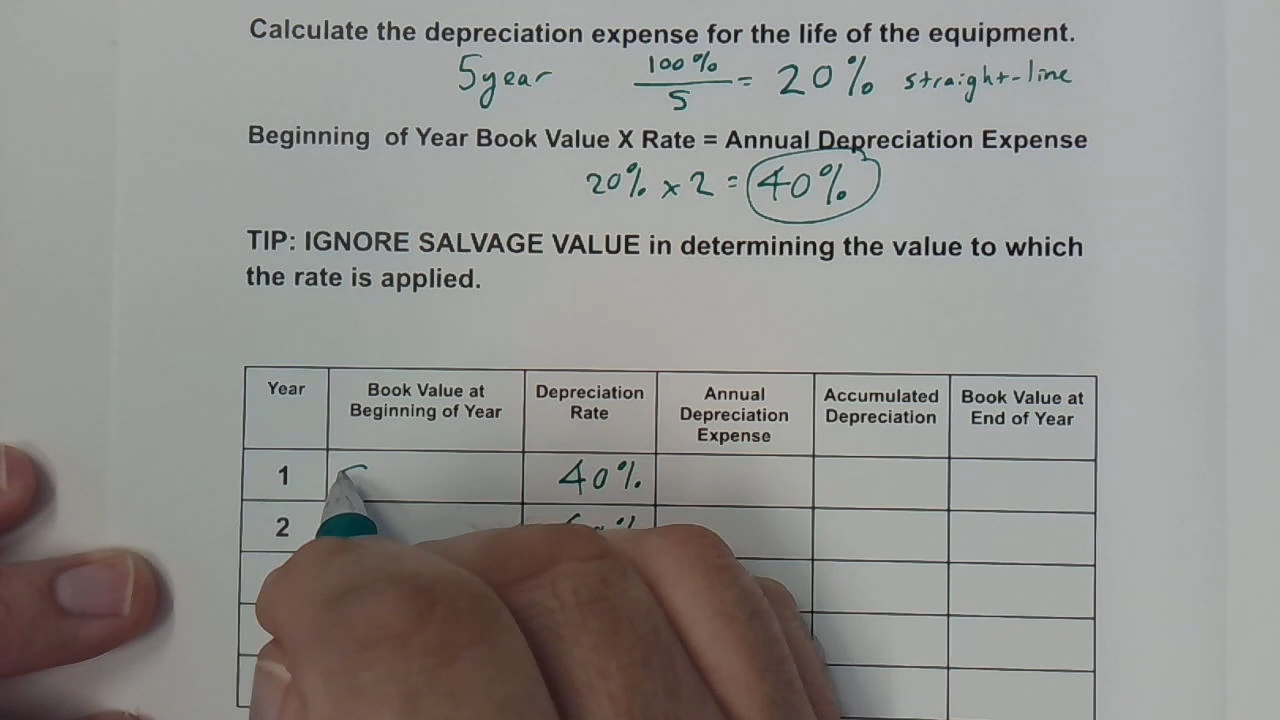 Calculate the depreciation expense for the life of the equipment.
5 year 100% / 5 = 20% straight-line
Beginning of Year Book Value X Rate = Annual Depreciation Expense
20% x 2 = 40%
TIP: IGNORE SALVAGE VALUE in determining the value to which
the rate is applied.
Year Book Value at Beginning of Year Depreciation Rate Annual Depreciation Expense Accumulated Depreciation Book Value at End of Year
1 40%
2